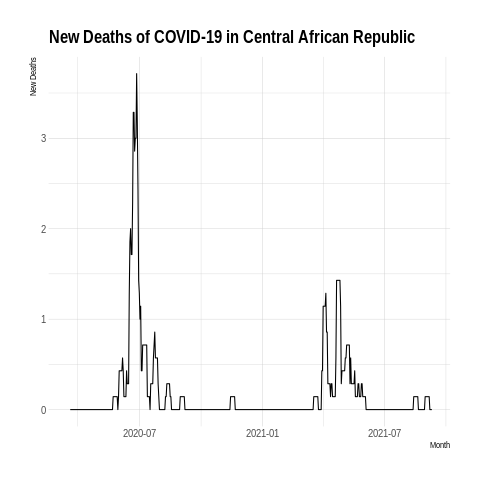 New Deaths of COVID-19 in Central African Republic
New Deaths
3
2
1
0
2020-07 2021-01 2021-07
Month